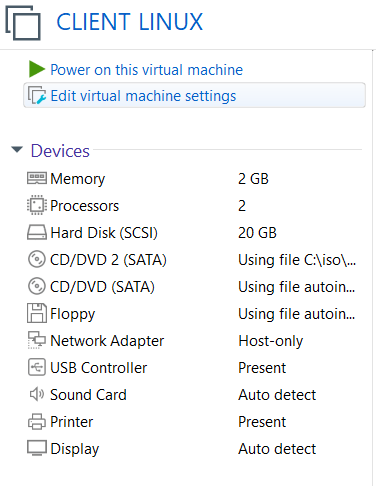 CLIENT LINUX
Power on this virtual machine
Edit virtual machine settings
Devices
Memory 2 GB
Processors 2
Hard Disk (SCSI) 20 GB
CD/DVD 2 (SATA) Using file C:\iso\...
CD/DVD (SATA) Using file autoin...
Floppy Using file autoin...
Network Adapter Host-only
USB Controller Present
Sound Card Auto detect
Printer Present
Display Auto detect